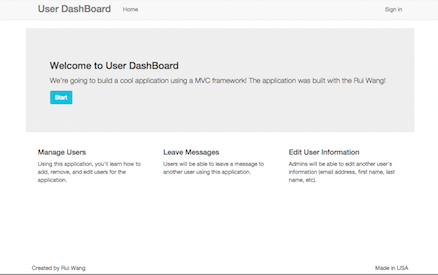 User DashBoard Home Sign in
Welcome to User DashBoard
We're going to build a cool application using a MVC framework! The application was built with the Rui Wang!
Start
Manage Users
Using this application, you'll learn how to
add, remove, and edit users for the
application.
Leave Messages
Users will be able to leave a message to
another user using this application.
Edit User Information
Admins will be able to edit another user's
information (email address, first name, last
name, etc).
Created by Rui Wang Made in USA